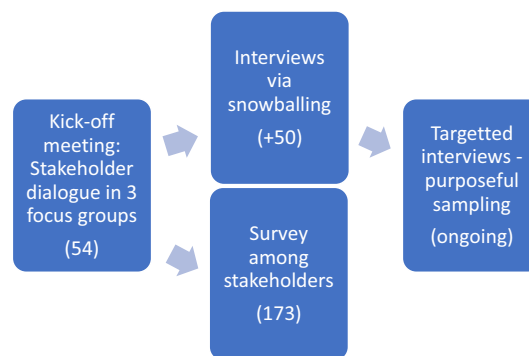 Kick-off
meeting:
Stakeholder
dialogue in 3
focus groups
(54)
Interviews
via
snowballing
(+50)
Survey
among
stakeholders
(173)
Targetted
interviews -
purposeful
sampling
(ongoing)